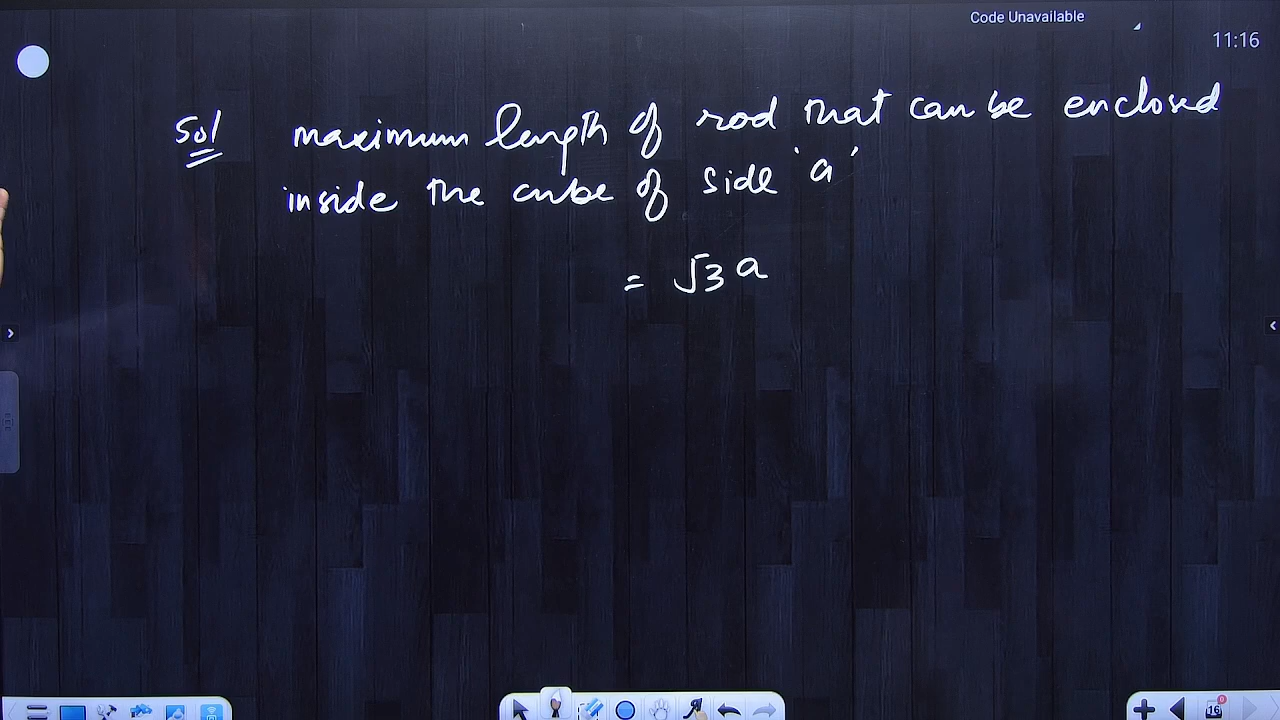 Code Unavailable
11:16
Sol maximum length of rod that can be enclosed
inside the cube of side 'a'
= √3 a
16